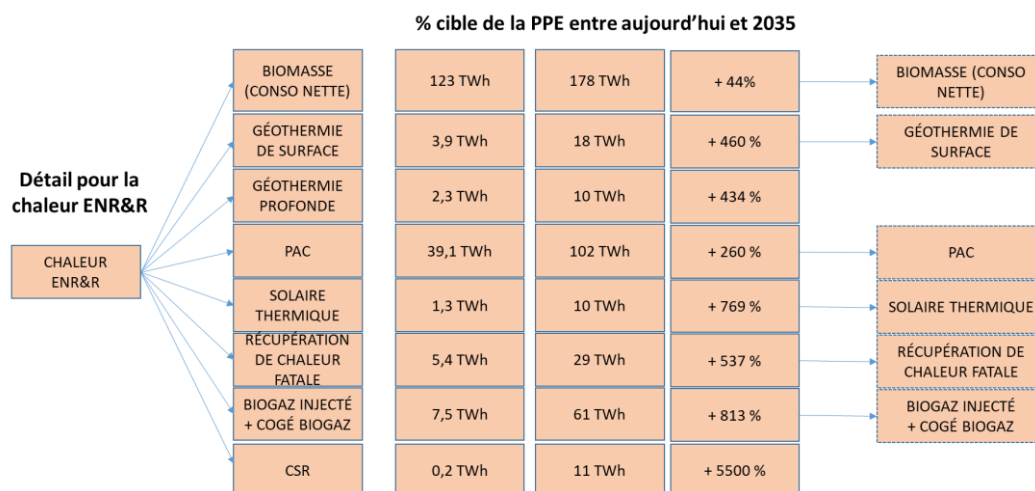 % cible de la PPE entre aujourd’hui et 2035
Détail pour la
chaleur ENR&R
CHALEUR
ENR&R
BIOMASSE
(CONSO NETTE)
123 TWh
178 TWh
+ 44%
BIOMASSE (CONSO
NETTE)
GÉOTHERMIE
DE SURFACE
3,9 TWh
18 TWh
+ 460 %
GÉOTHERMIE DE
SURFACE
GÉOTHERMIE
PROFONDE
2,3 TWh
10 TWh
+ 434 %
PAC
39,1 TWh
102 TWh
+ 260 %
PAC
SOLAIRE
THERMIQUE
1,3 TWh
10 TWh
+ 769 %
SOLAIRE THERMIQUE
RÉCUPÉRATION
DE CHALEUR
FATALE
5,4 TWh
29 TWh
+ 537 %
RÉCUPÉRATION DE
CHALEUR FATALE
BIOGAZ INJECTÉ
+ COGÉ BIOGAZ
7,5 TWh
61 TWh
+ 813 %
BIOGAZ INJECTÉ
+ COGÉ BIOGAZ
CSR
0,2 TWh
11 TWh
+ 5500 %